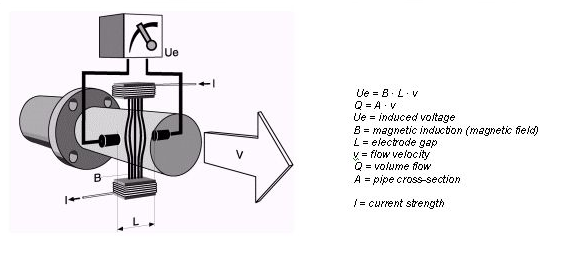 Ue
I
V
B
I
L
Ue = B · L · v
Q = A · v
Ue = induced voltage
B = magnetic induction (magnetic field)
L = electrode gap
v = flow velocity
Q = volume flow
A = pipe cross-section
I = current strength